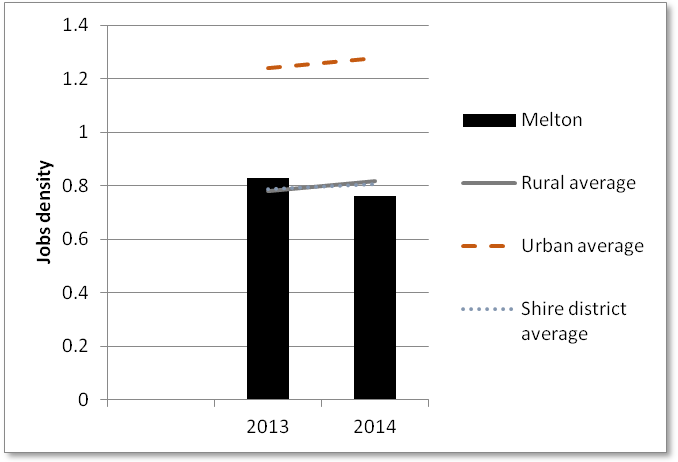 1.4
1.2
1
0.8
0.6
0.4
0.2
0
Jobs density
2013
2014
Melton
Rural average
Urban average
Shire district
average